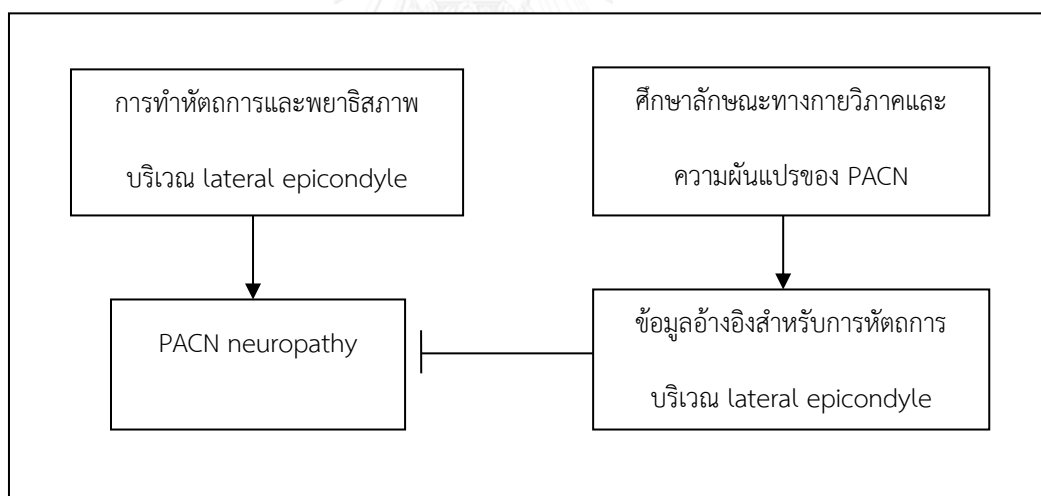 การทำหัตถการและพยาธิสภาพ
บริเวณ lateral epicondyle
ศึกษาลักษณะทางกายวิภาคและ
ความผันแปรของ PACN
PACN neuropathy
ข้อมูลอ้างอิงสำหรับการหัตถการ
บริเวณ lateral epicondyle